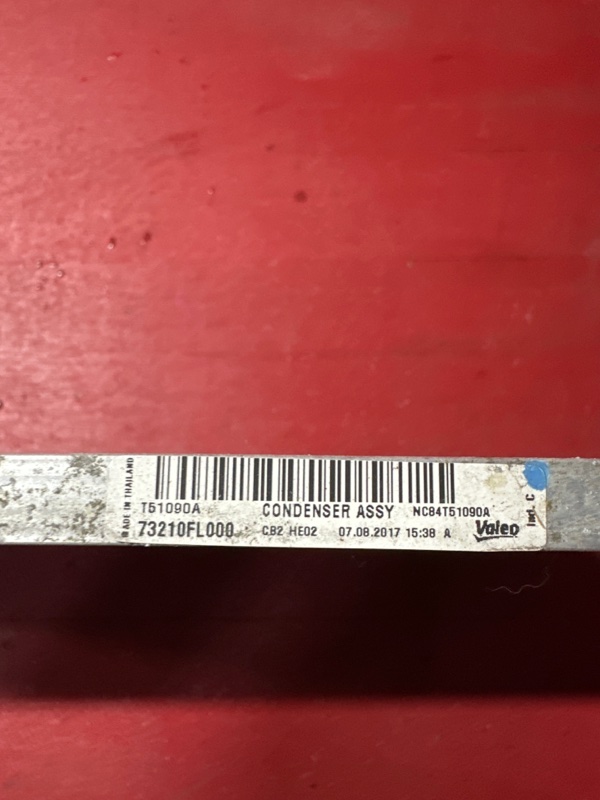 MADE IN THAILAND
T51090A CONDENSER ASSY NC84T51090A
73210FL000 CB2 HE02 07.08.2017 15:38 A Valeo
Ind. C